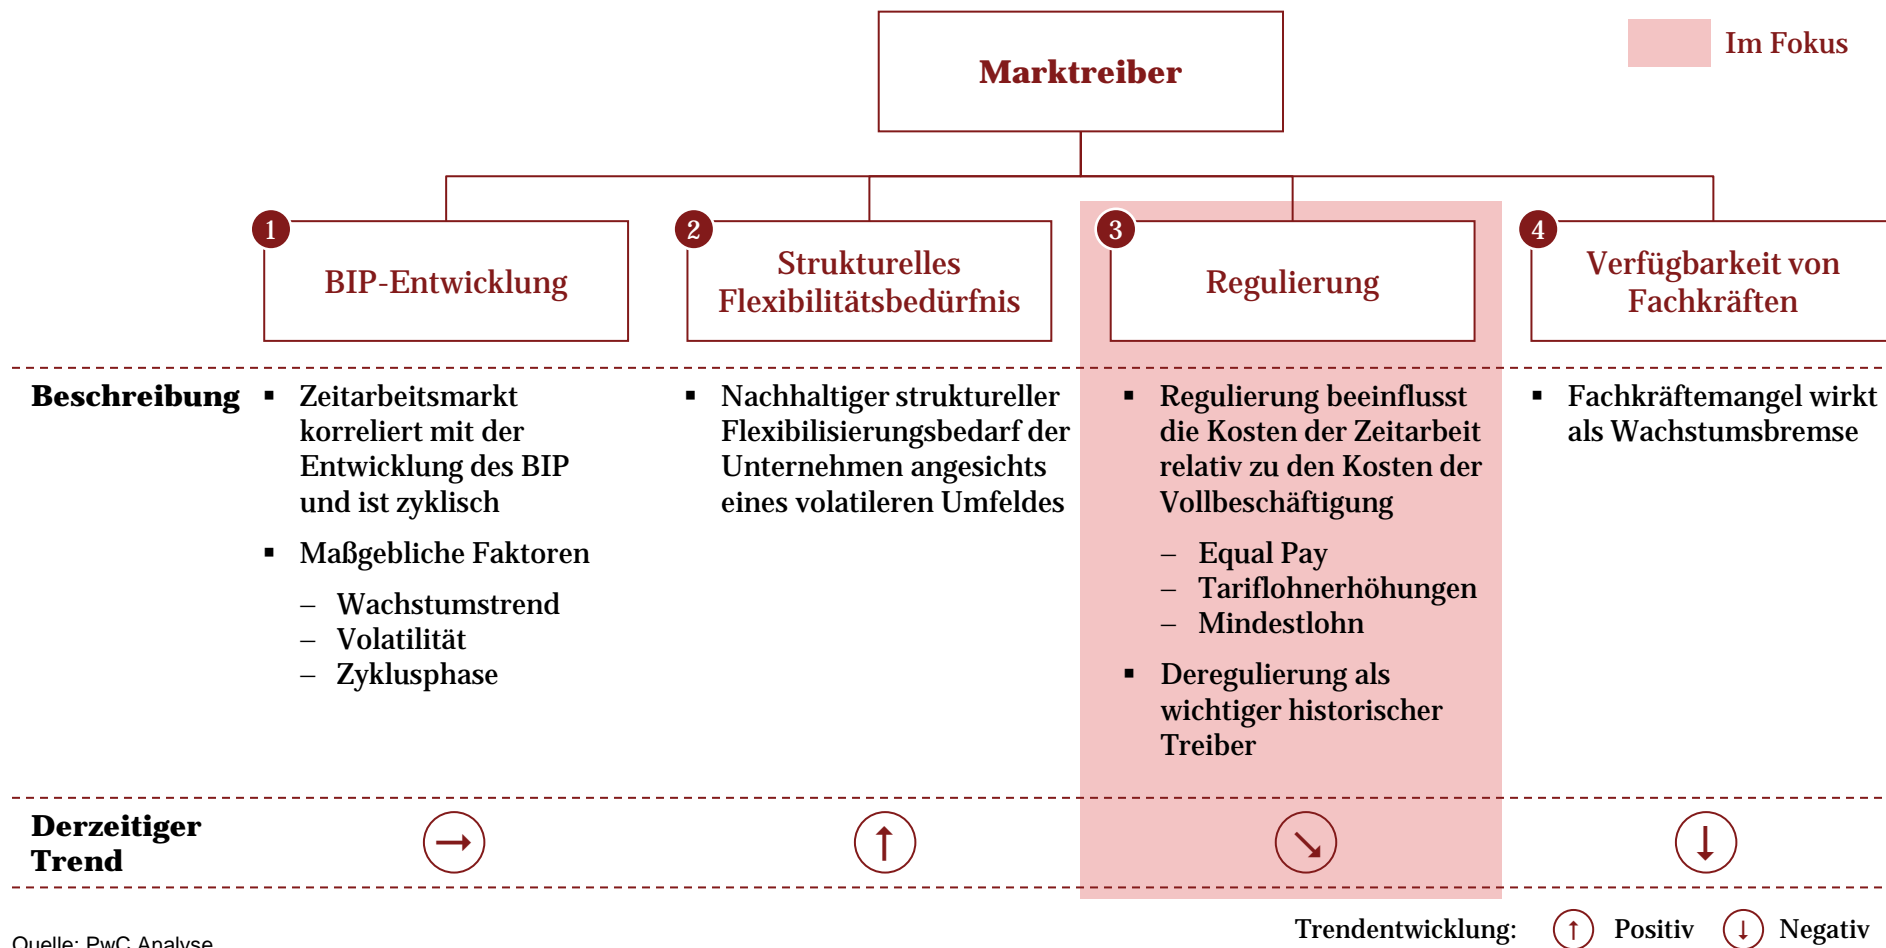 Marktreiber
Im Fokus
1
BIP-Entwicklung
2
Strukturelles
Flexibilitätsbedürfnis
3
Regulierung
4
Verfügbarkeit von
Fachkräften
Beschreibung
▪ Zeitarbeitsmarkt
korreliert mit der
Entwicklung des BIP
und ist zyklisch
▪ Maßgebliche Faktoren
– Wachstumstrend
– Volatilität
– Zyklusphase
▪ Nachhaltiger struktureller
Flexibilisierungsbedarf der
Unternehmen angesichts
eines volatileren Umfeldes
▪ Regulierung beeinflusst
die Kosten der Zeitarbeit
relativ zu den Kosten der
Vollbeschäftigung
– Equal Pay
– Tariflohnerhöhungen
– Mindestlohn
▪ Deregulierung als
wichtiger historischer
Treiber
▪ Fachkräftemangel wirkt
als Wachstumsbremse
Derzeitiger
Trend
→ ↑ ↘ ↓
Trendentwicklung: ↑ Positiv ↓ Negativ
Quelle: PwC Analyse